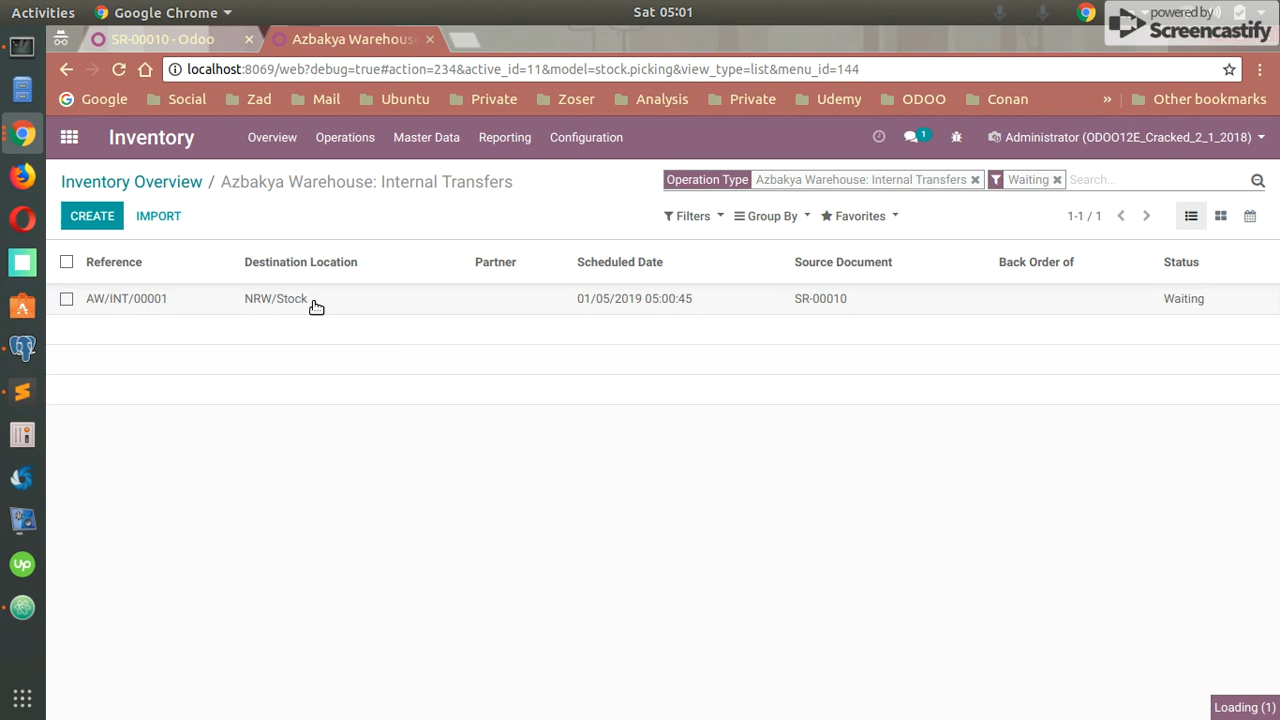 Activities
Google Chrome
Sat 05:01
powered by
Screencastify
SR-00010 - Odoo
Azbakya Warehous
localhost:8069/web?debug=true#action=234&active_id=11&model=stock.picking&view_type=list&menu_id=144
Google
Social
Zad
Mail
Ubuntu
Private
Zoser
Analysis
Private
Udemy
ODOO
Conan
»
Other bookmarks
Inventory
Overview
Operations
Master Data
Reporting
Configuration
1
Administrator (ODOO12E_Cracked_2_1_2018)
Inventory Overview / Azbakya Warehouse: Internal Transfers
Operation Type
Azbakya Warehouse: Internal Transfers
Waiting
Search...
CREATE
IMPORT
Filters
Group By
Favorites
1-1 / 1
Reference
Destination Location
Partner
Scheduled Date
Source Document
Back Order of
Status
AW/INT/00001
NRW/Stock
01/05/2019 05:00:45
SR-00010
Waiting
up
Loading (1)